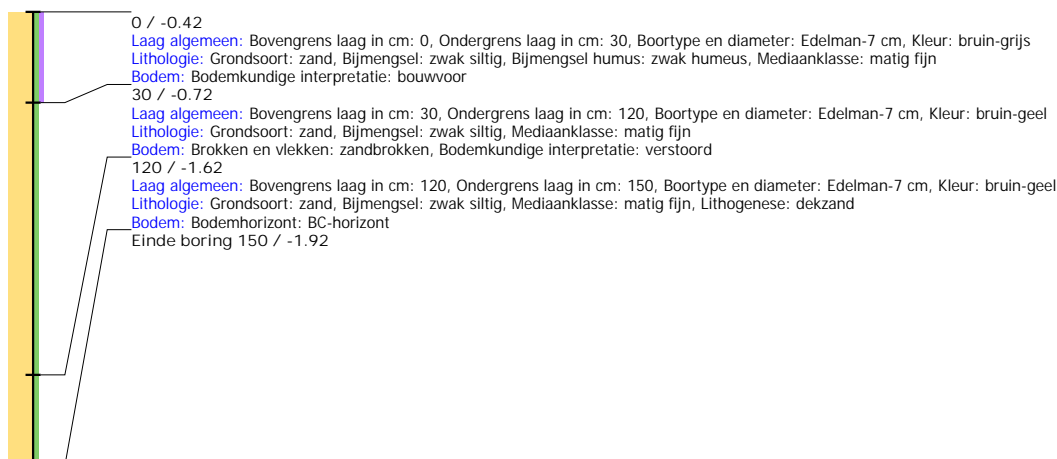 0 / -0.42
Laag algemeen: Bovengrens laag in cm: 0, Ondergrens laag in cm: 30, Boortype en diameter: Edelman-7 cm, Kleur: bruin-grijs
Lithologie: Grondsoort: zand, Bijmengsel: zwak siltig, Bijmengsel humus: zwak humeus, Mediaanklasse: matig fijn
Bodem: Bodemkundige interpretatie: bouwvoor
30 / -0.72
Laag algemeen: Bovengrens laag in cm: 30, Ondergrens laag in cm: 120, Boortype en diameter: Edelman-7 cm, Kleur: bruin-geel
Lithologie: Grondsoort: zand, Bijmengsel: zwak siltig, Mediaanklasse: matig fijn
Bodem: Brokken en vlekken: zandbrokken, Bodemkundige interpretatie: verstoord
120 / -1.62
Laag algemeen: Bovengrens laag in cm: 120, Ondergrens laag in cm: 150, Boortype en diameter: Edelman-7 cm, Kleur: bruin-geel
Lithologie: Grondsoort: zand, Bijmengsel: zwak siltig, Mediaanklasse: matig fijn, Lithogenese: dekzand
Bodem: Bodemhorizont: BC-horizont
Einde boring 150 / -1.92